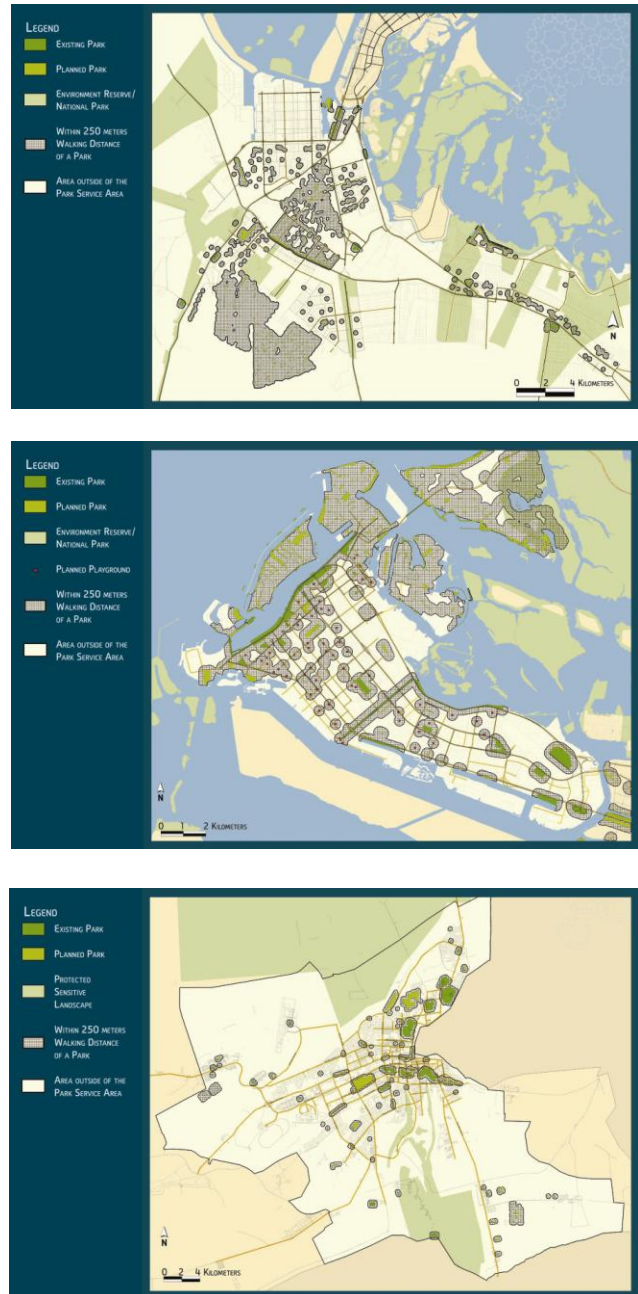 LEGEND
EXISTING PARK
PLANNED PARK
ENVIRONMENT RESERVE/
NATIONAL PARK
WITHIN 250 METERS
WALKING DISTANCE
OF A PARK
AREA OUTSIDE OF THE
PARK SERVICE AREA
N
0 2 4 KILOMETERS
LEGEND
EXISTING PARK
PLANNED PARK
ENVIRONMENT RESERVE/
NATIONAL PARK
PLANNED PLAYGROUND
WITHIN 250 METERS
WALKING DISTANCE
OF A PARK
AREA OUTSIDE OF THE
PARK SERVICE AREA
N
0 1 2 KILOMETERS
LEGEND
EXISTING PARK
PLANNED PARK
PROTECTED
SENSITIVE
LANDSCAPE
WITHIN 250 METERS
WALKING DISTANCE
OF A PARK
AREA OUTSIDE OF THE
PARK SERVICE AREA
N
0 2 4 KILOMETERS